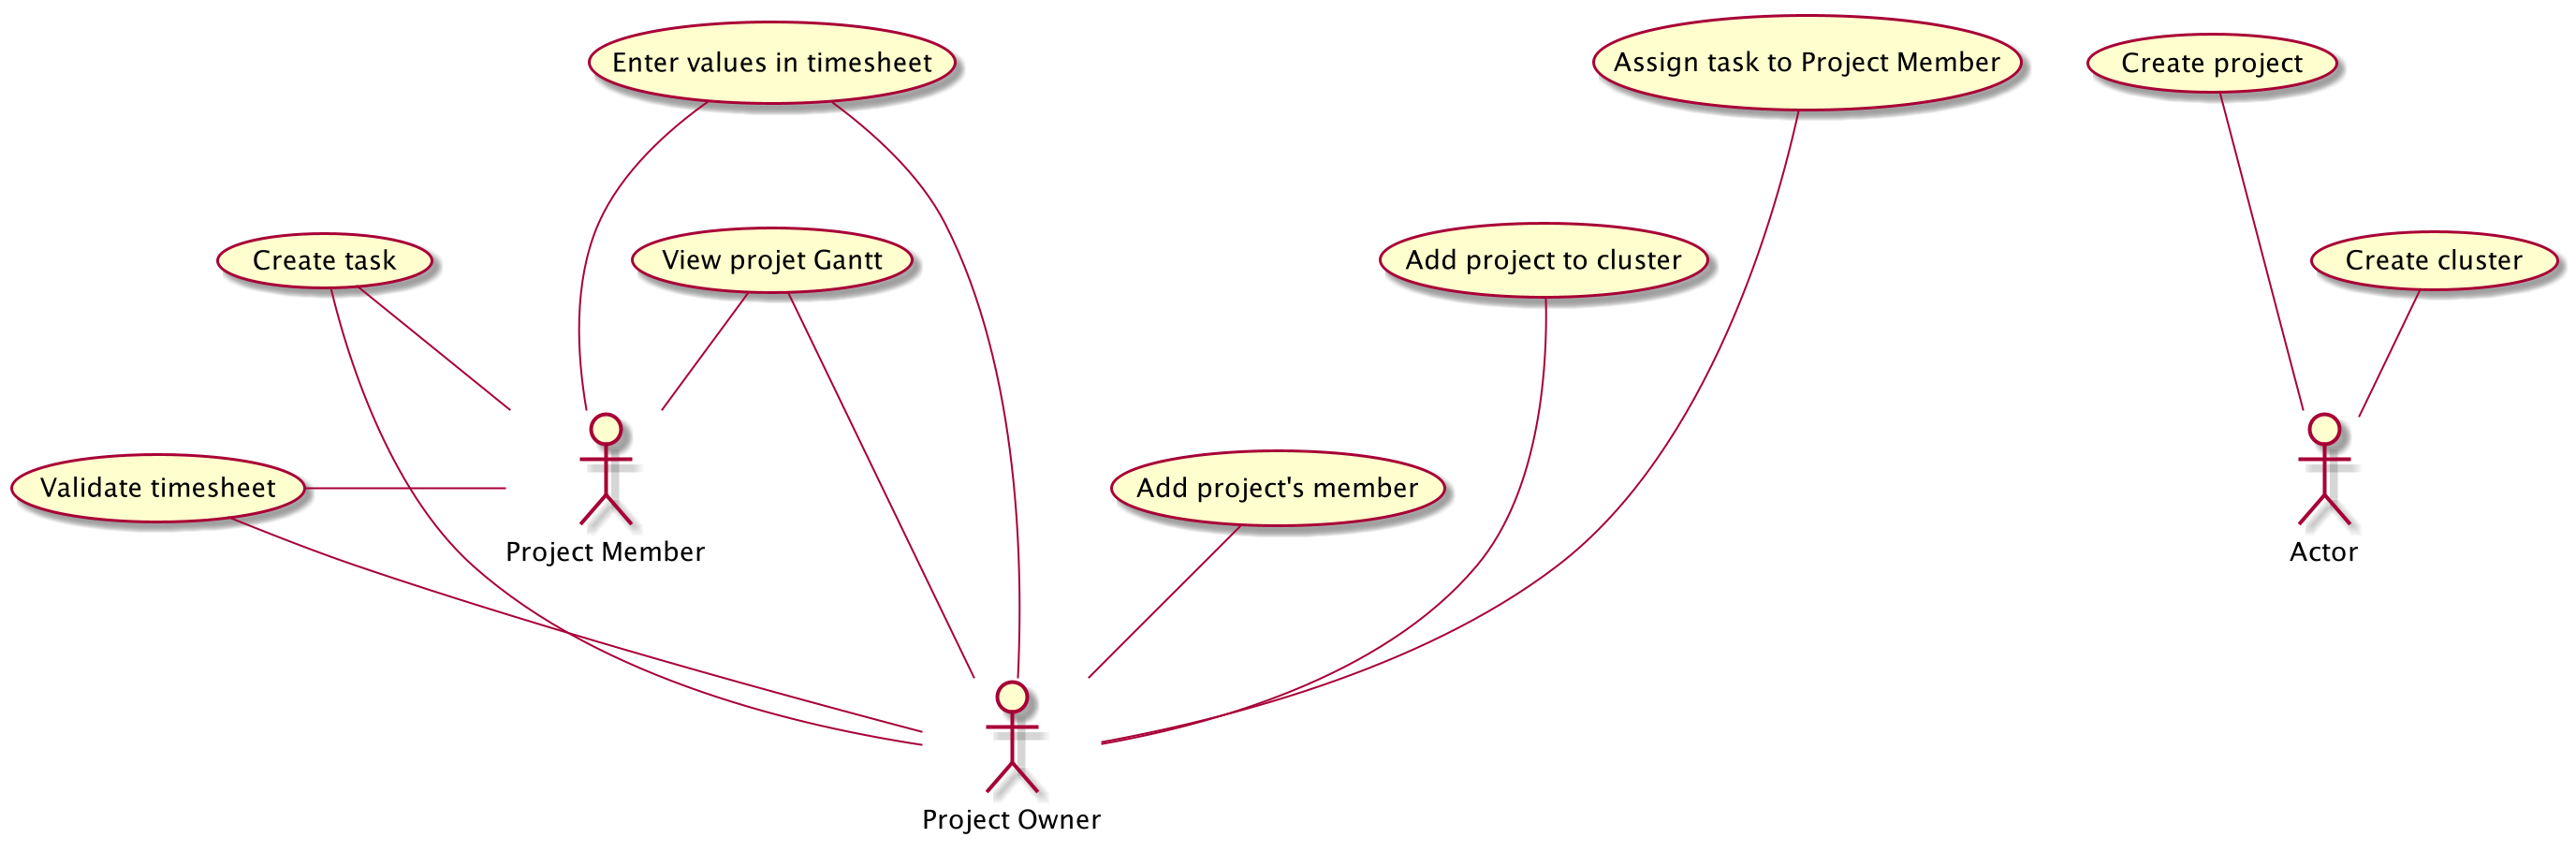 Enter values in timesheet
Assign task to Project Member
Create project
Create task
View projet Gantt
Add project to cluster
Create cluster
Validate timesheet
Add project's member
Project Member
Actor
Project Owner